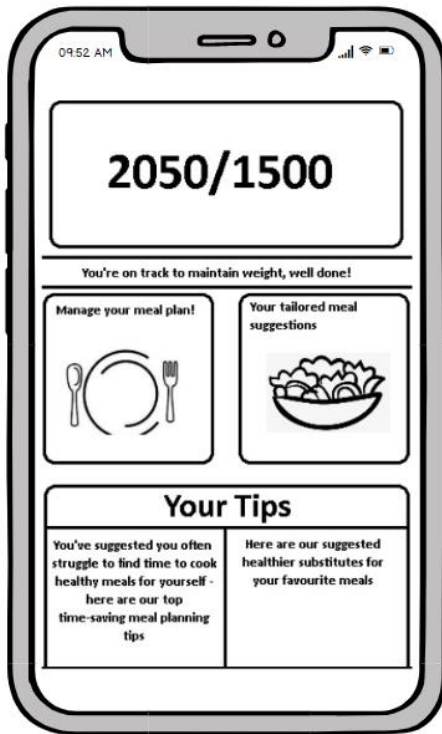 09:52 AM
2050/1500
You're on track to maintain weight, well done!
Manage your meal plan!
Your tailored meal
suggestions
Your Tips
You've suggested you often
struggle to find time to cook
healthy meals for yourself -
here are our top
time-saving meal planning
tips
Here are our suggested
healthier substitutes for
your favourite meals